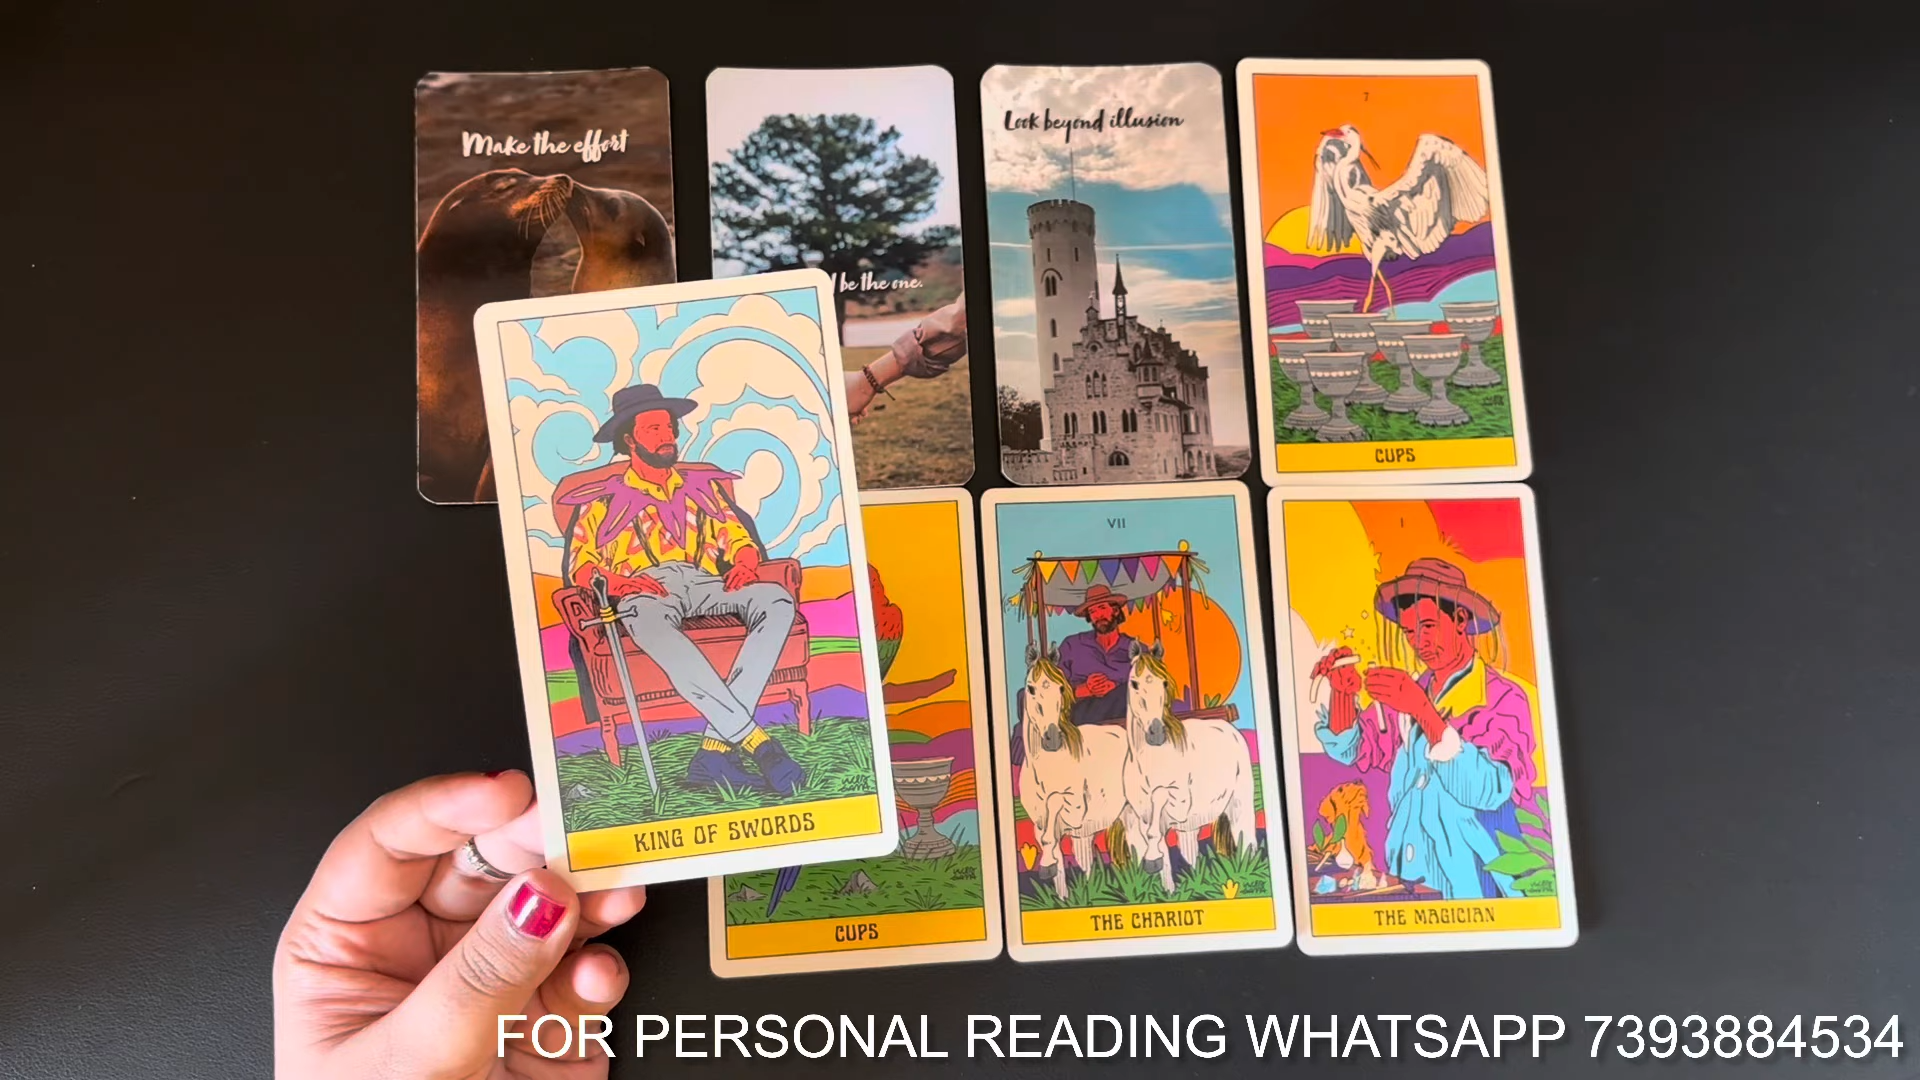 Make the effort
be the one.
Look beyond illusion
7
CUPS
KING OF SWORDS
CUPS
VII
THE CHARIOT
I
THE MAGICIAN
FOR PERSONAL READING WHATSAPP 7393884534